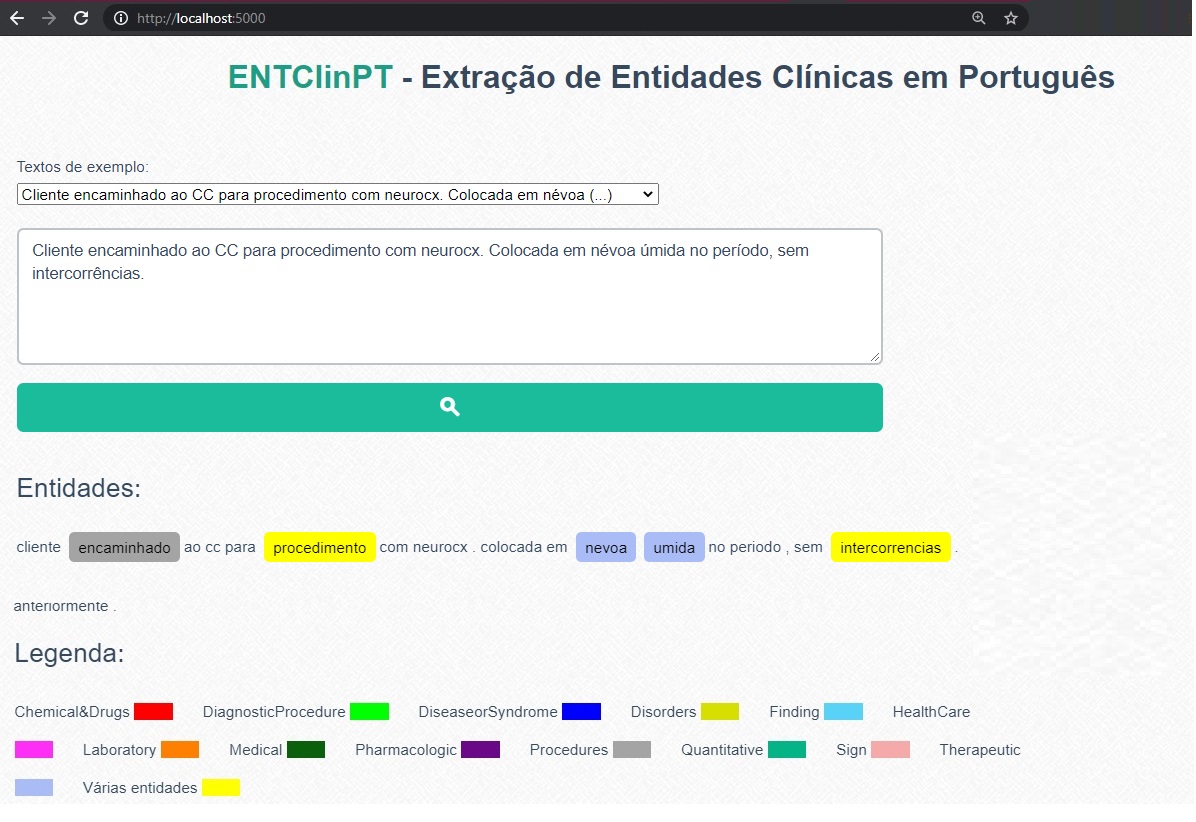 http://localhost:5000
ENTClinPT - Extração de Entidades Clínicas em Português
Textos de exemplo:
Cliente encaminhado ao CC para procedimento com neurocx. Colocada em névoa (...)
Cliente encaminhado ao CC para procedimento com neurocx. Colocada em névoa úmida no período, sem
intercorrências.
Entidades:
cliente encaminhado ao cc para procedimento com neurocx . colocada em nevoa umida no periodo , sem intercorrencias .
anteriormente .
Legenda:
Chemical&Drugs DiagnosticProcedure DiseaseorSyndrome Disorders Finding HealthCare
Laboratory Medical Pharmacologic Procedures Quantitative Sign Therapeutic
Várias entidades